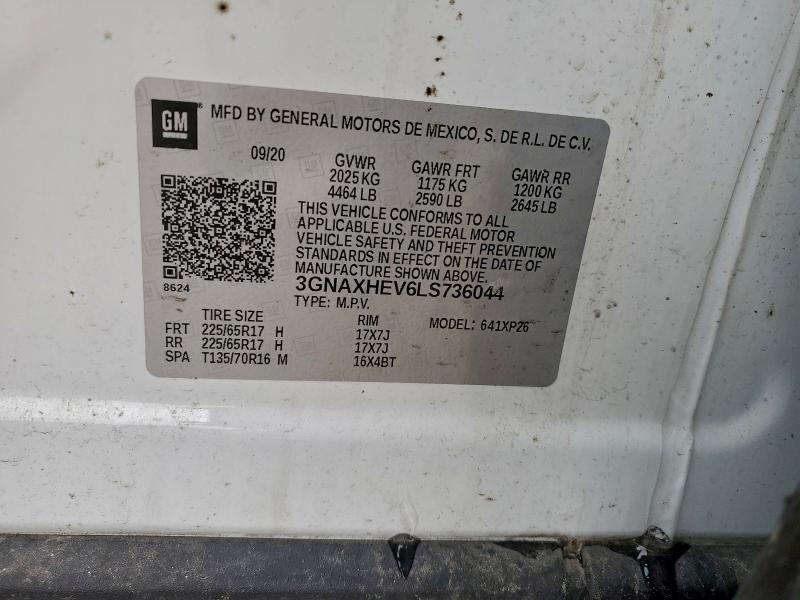 GM ® MFD BY GENERAL MOTORS DE MEXICO, S. DE R.L. DE C.V.
09/20 GVWR GAWR FRT GAWR RR
2025 KG 1175 KG 1200 KG
4464 LB 2590 LB 2645 LB
THIS VEHICLE CONFORMS TO ALL
APPLICABLE U.S. FEDERAL MOTOR
VEHICLE SAFETY AND THEFT PREVENTION
STANDARDS IN EFFECT ON THE DATE OF
MANUFACTURE SHOWN ABOVE.
8624 3GNAXHEV6LS736044
TYPE: M.P.V. MODEL: 641XP26
TIRE SIZE RIM
FRT 225/65R17 H 17X7J
RR 225/65R17 H 17X7J
SPA T135/70R16 M 16X4BT